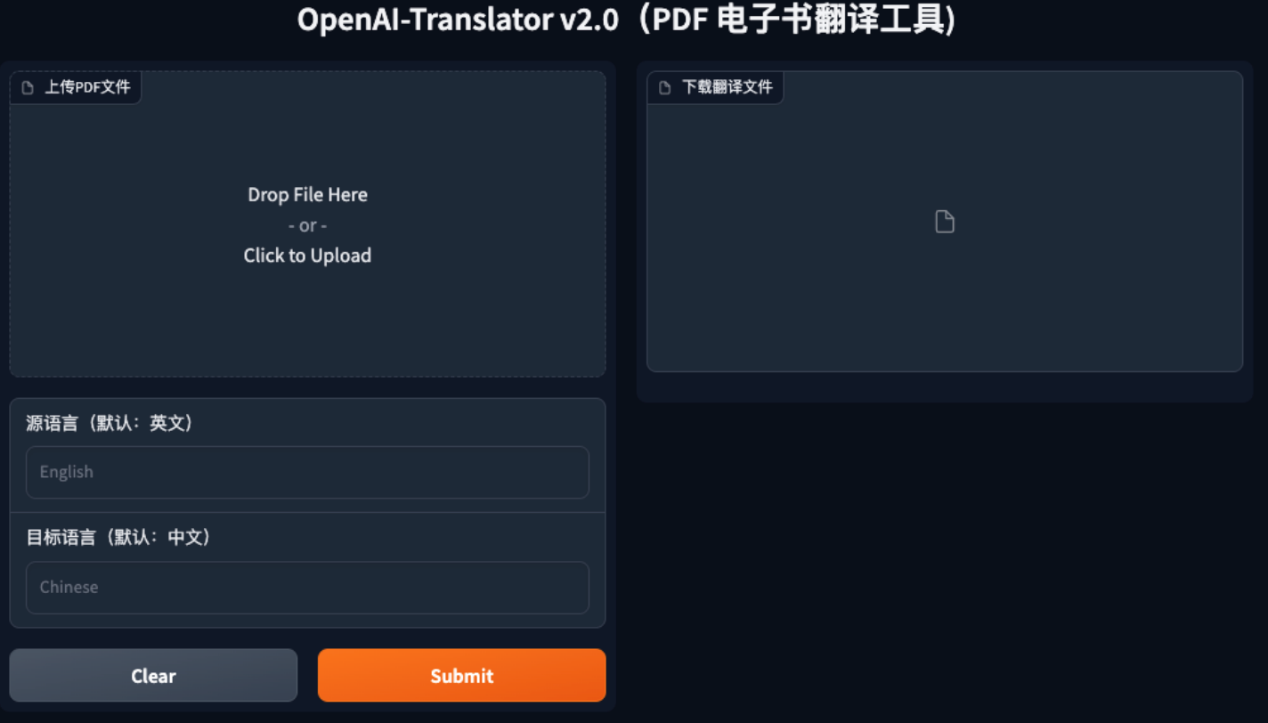 OpenAI-Translator v2.0（PDF 电子书翻译工具)
上传PDF文件
Drop File Here
- or -
Click to Upload
源语言（默认：英文）
English
目标语言（默认：中文）
Chinese
Clear
Submit
下载翻译文件